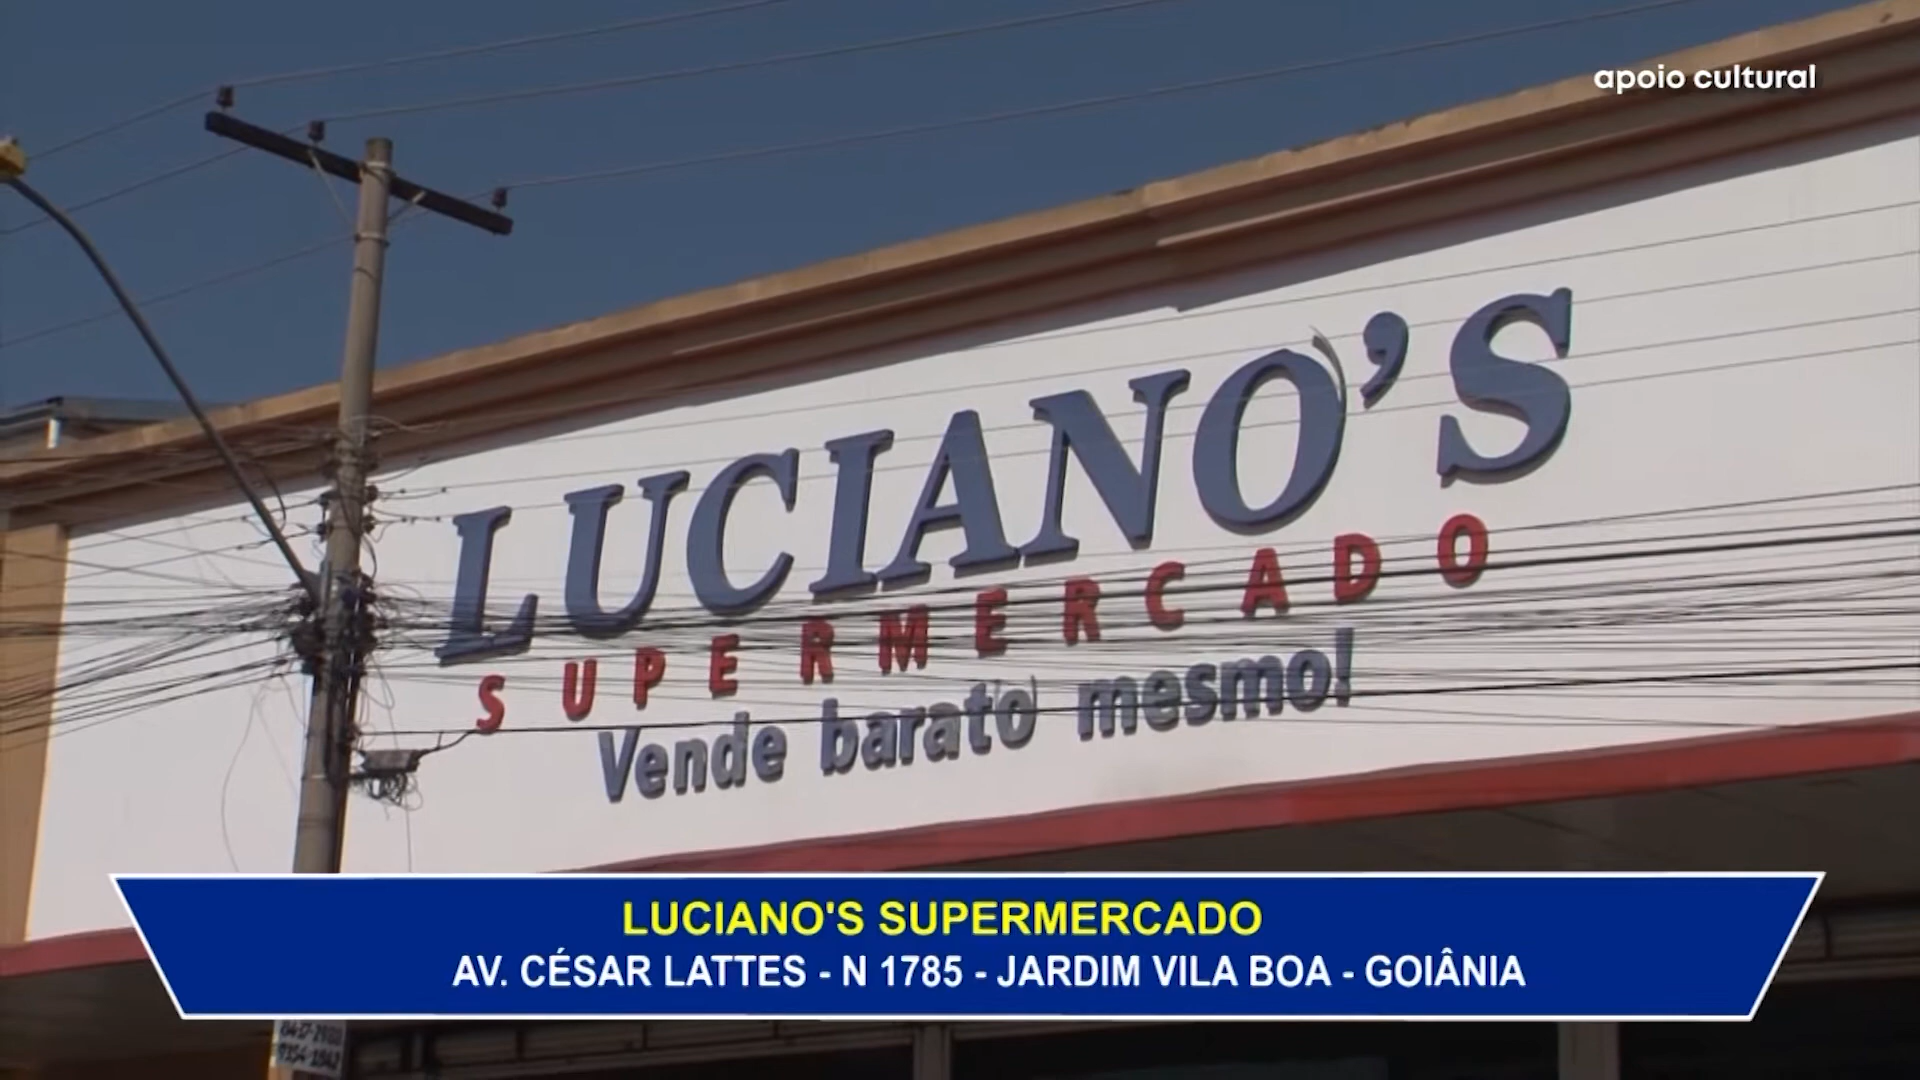 apoio cultural
LUCIANO'S
SUPERMERCADO
Vende barato mesmo!
LUCIANO'S SUPERMERCADO
AV. CÉSAR LATTES - N 1785 - JARDIM VILA BOA - GOIÂNIA